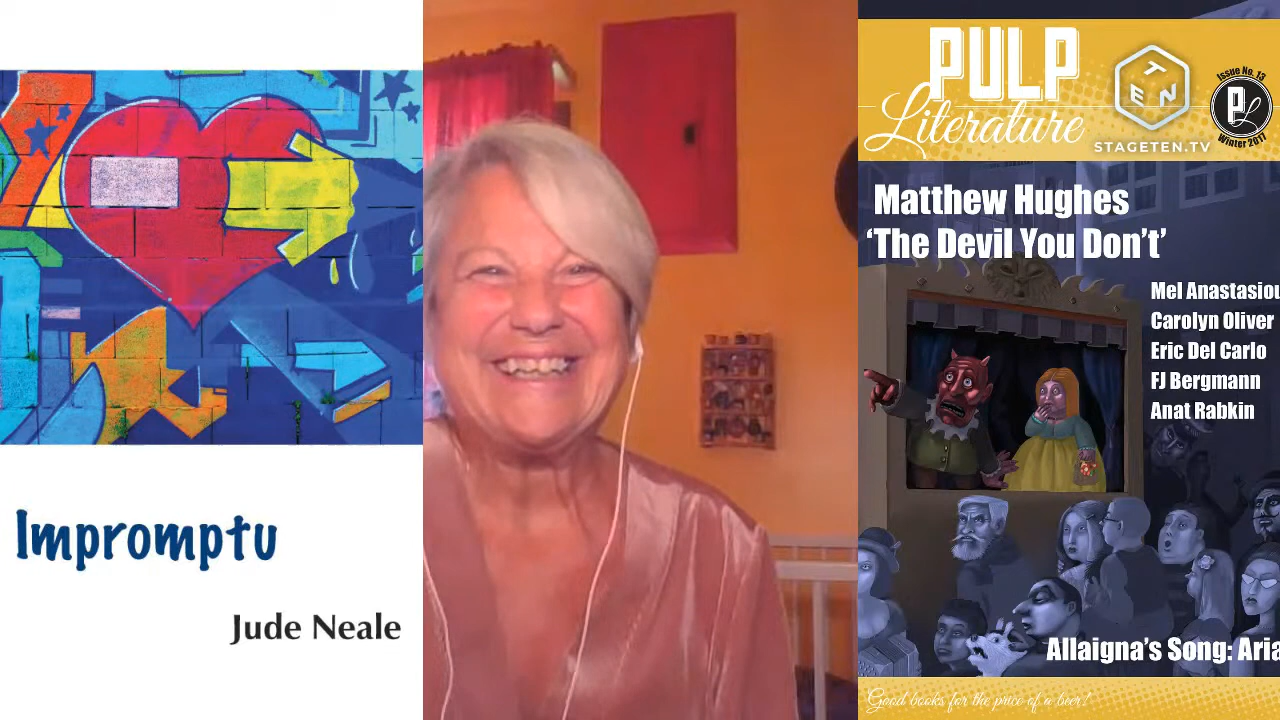 Impromptu
Jude Neale
PULP
Literature
TEN
STAGETEN.TV
Issue No. 13
PL
Winter 2017
Matthew Hughes
‘The Devil You Don’t’
Mel Anastasiou
Carolyn Oliver
Eric Del Carlo
FJ Bergmann
Anat Rabkin
Allaigna’s Song: Aria
Good books for the price of a beer!